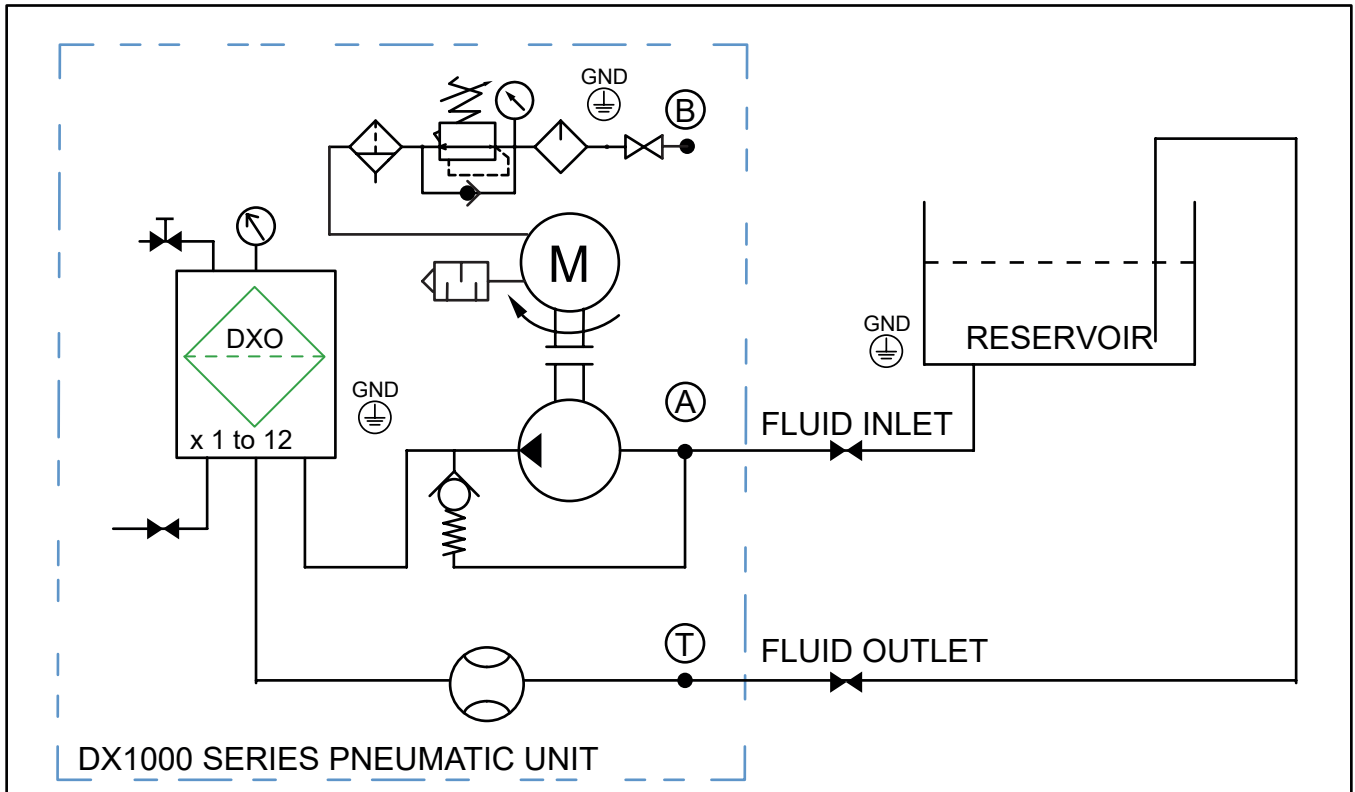 GND
B
M
DXO
GND
RESERVOIR
GND
A
x 1 to 12
FLUID INLET
T
FLUID OUTLET
DX1000 SERIES PNEUMATIC UNIT